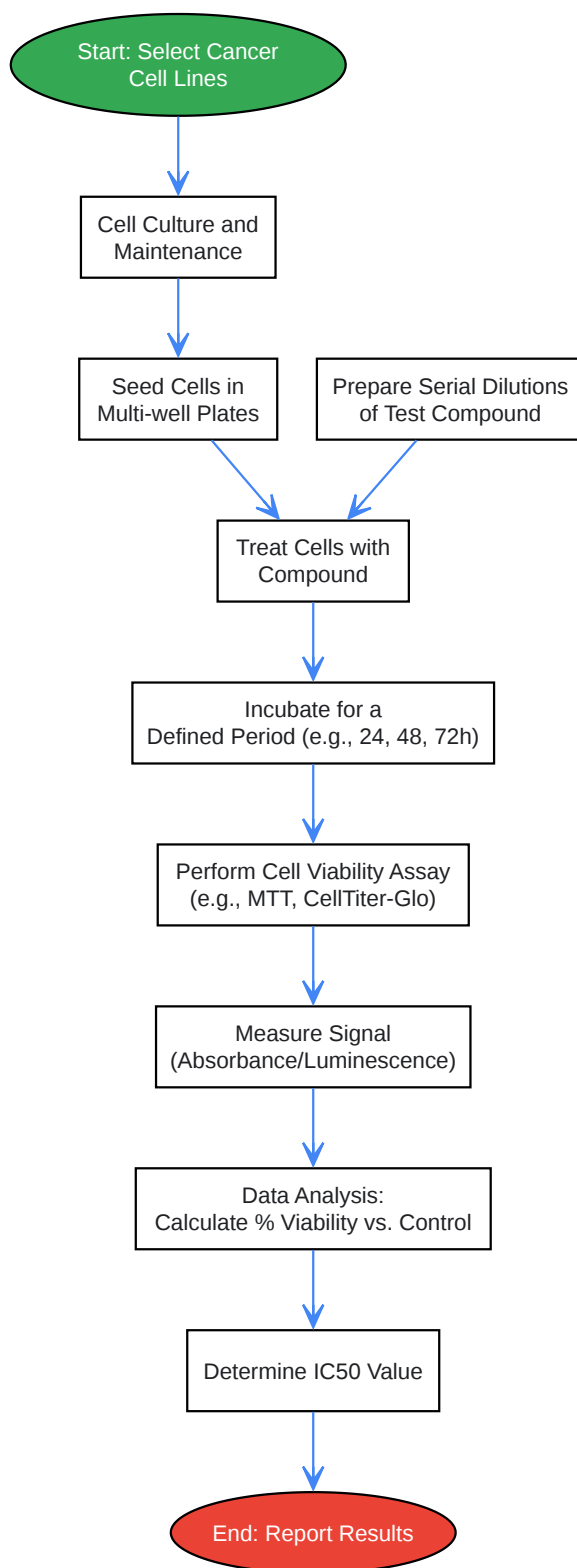 Start: Select Cancer
Cell Lines
Cell Culture and
Maintenance
Seed Cells in
Multi-well Plates
Prepare Serial Dilutions
of Test Compound
Treat Cells with
Compound
Incubate for a
Defined Period (e.g., 24, 48, 72h)
Perform Cell Viability Assay
(e.g., MTT, CellTiter-Glo)
Measure Signal
(Absorbance/Luminescence)
Data Analysis:
Calculate % Viability vs. Control
Determine IC50 Value
End: Report Results